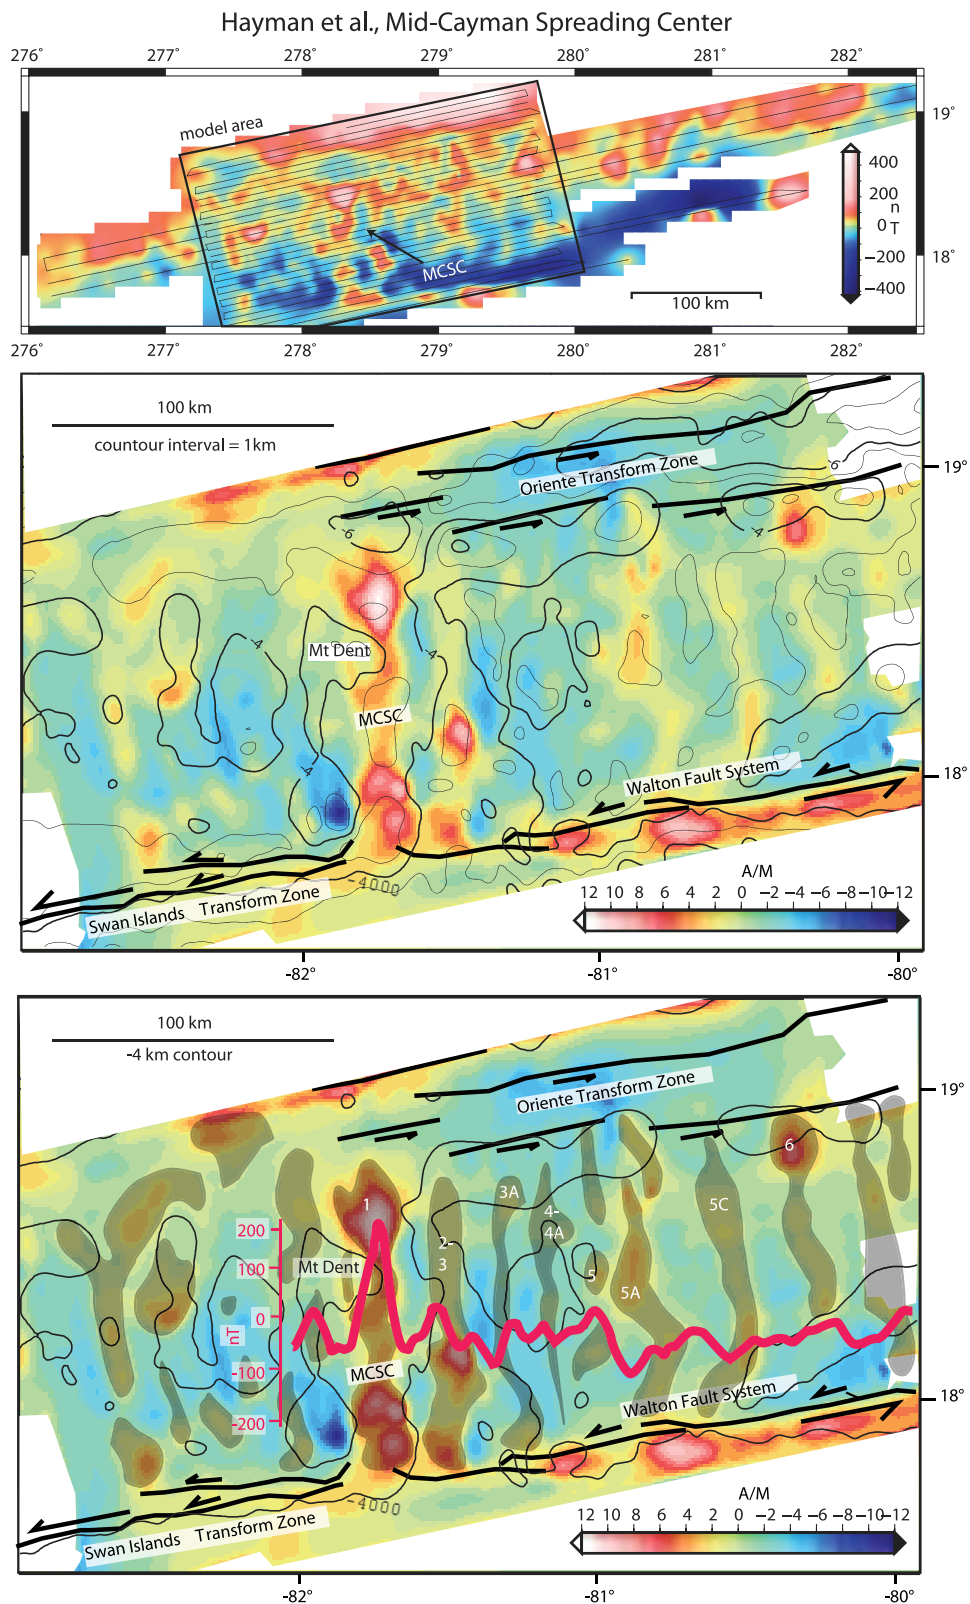 Hayman et al., Mid-Cayman Spreading Center
276° 277° 278° 279° 280° 281° 282°
model area
19°
400
200
n
0 T
-200
-400
18°
MCSC
100 km
276° 277° 278° 279° 280° 281° 282°
100 km
countour interval = 1km
19°
-6
Oriente Transform Zone
-6
-4
-4
Mt Dent
-4
MCSC
-4
18°
Walton Fault System
-4000
A/M
12 10 8 6 4 2 0 -2 -4 -6 -8 -10 -12
Swan Islands Transform Zone
-82° -81° -80°
100 km
-4 km contour
19°
Oriente Transform Zone
6
1
3A
5C
200
4-
4A
2-
3
100
Mt Dent
5
5A
0
nT
-100
MCSC
18°
Walton Fault System
-200
-4000
A/M
12 10 8 6 4 2 0 -2 -4 -6 -8 -10 -12
Swan Islands Transform Zone
-82° -81° -80°